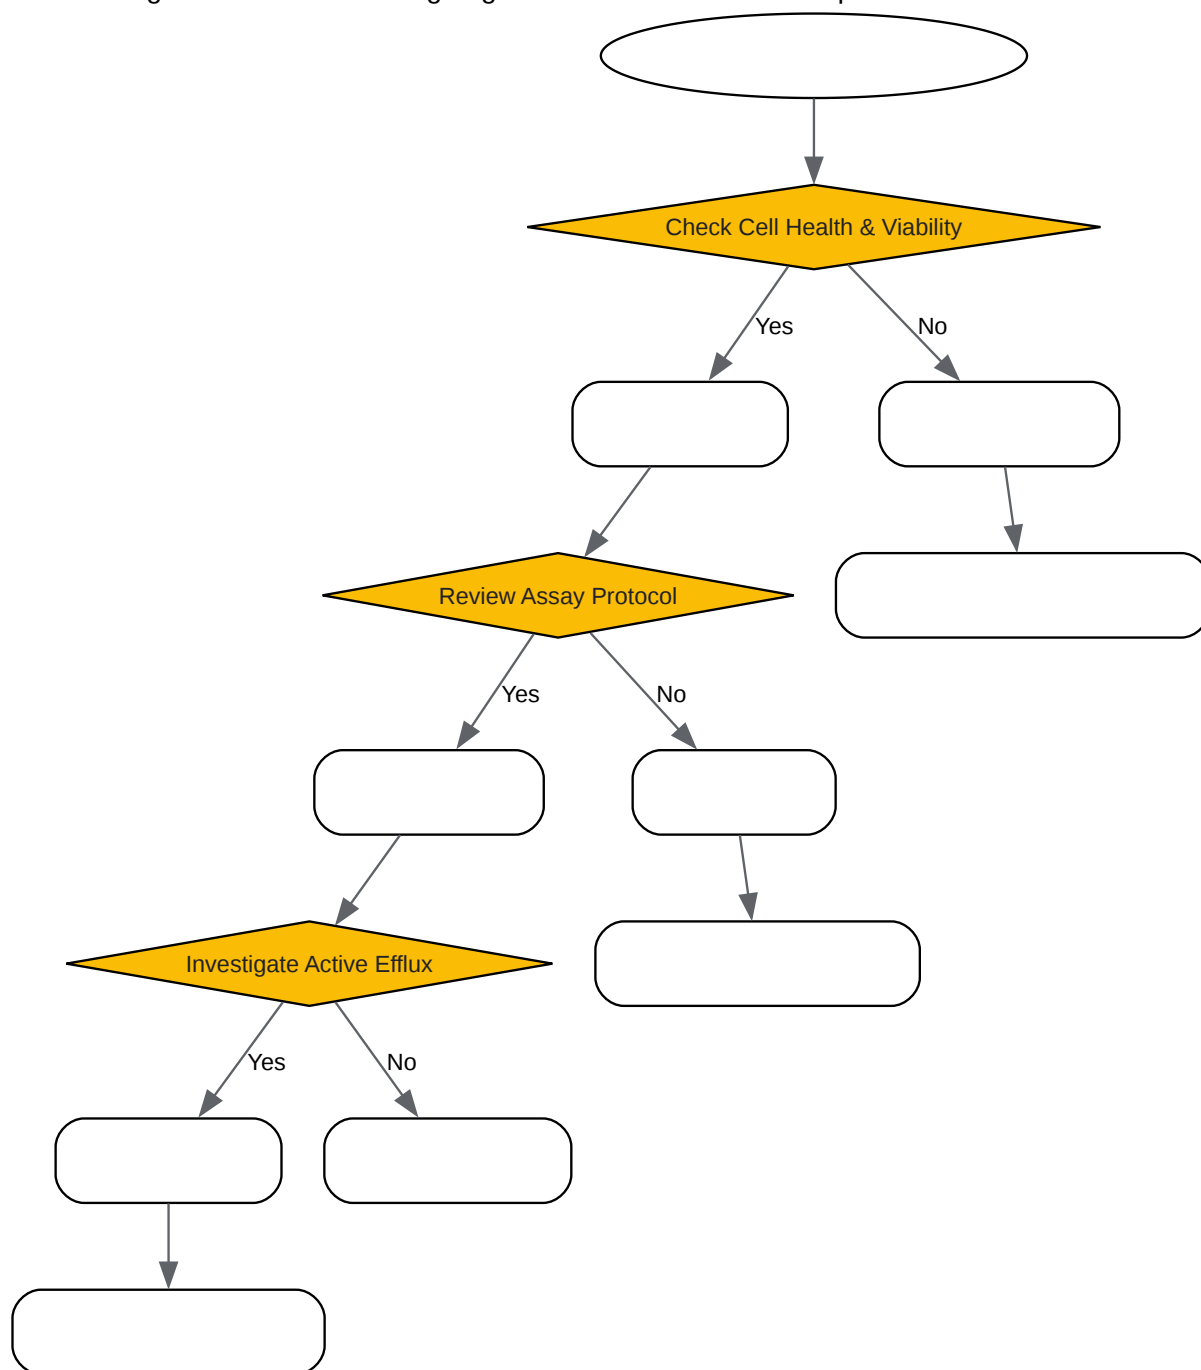 Check Cell Health & Viability
Yes
No
Review Assay Protocol
Yes
No
Investigate Active Efflux
Yes
No